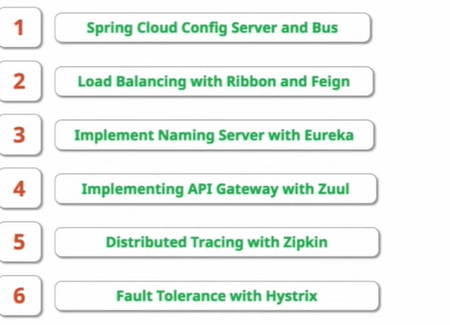 1 Spring Cloud Config Server and Bus
2 Load Balancing with Ribbon and Feign
3 Implement Naming Server with Eureka
4 Implementing API Gateway with Zuul
5 Distributed Tracing with Zipkin
6 Fault Tolerance with Hystrix